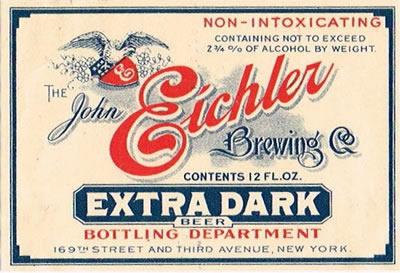 NON-INTOXICATING
CONTAINING NOT TO EXCEED
2¾ % OF ALCOHOL BY WEIGHT.
THE John Eichler
Brewing Co
CONTENTS 12 FL. OZ.
EXTRA DARK
BEER
BOTTLING DEPARTMENT
169TH STREET AND THIRD AVENUE, NEW YORK.